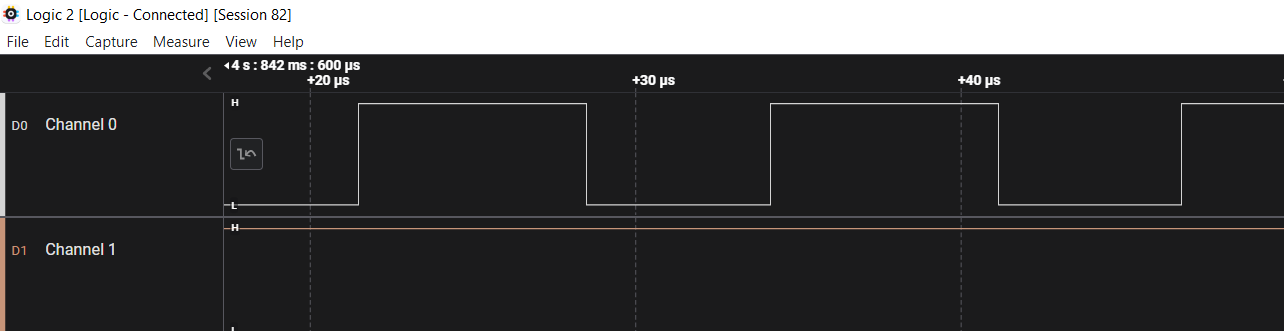 Logic 2 [Logic - Connected] [Session 82]
File Edit Capture Measure View Help
4 s : 842 ms : 600 µs
+20 µs +30 µs +40 µs
H
D0 Channel 0
L
H
D1 Channel 1